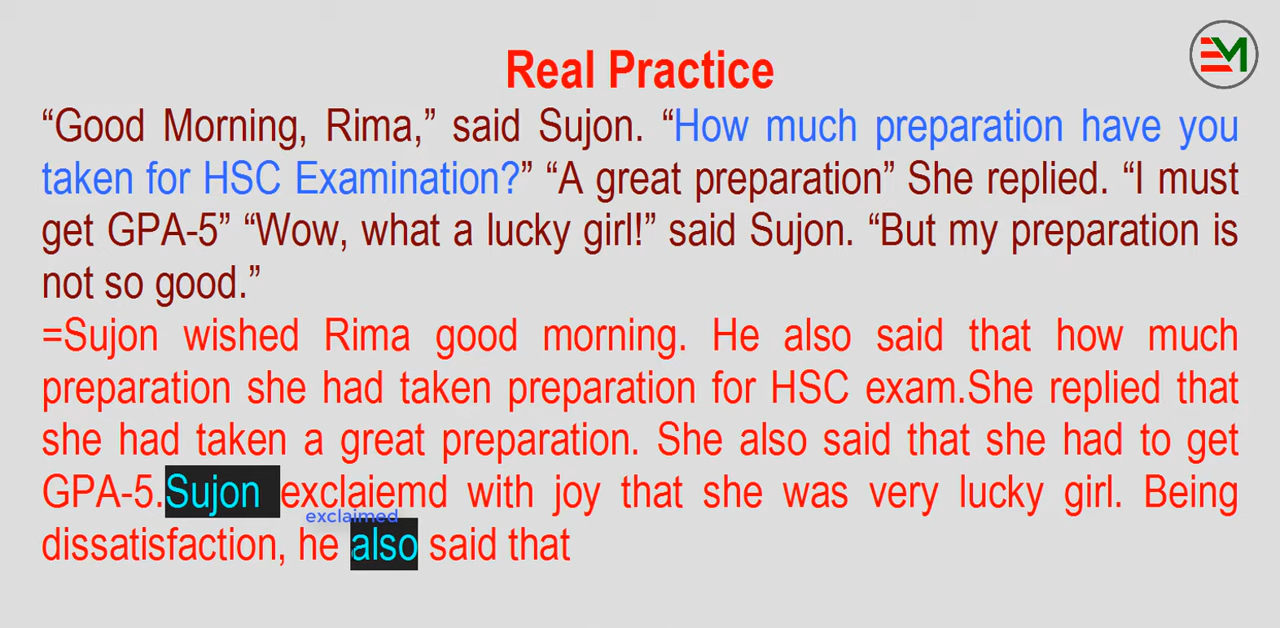 Real Practice
EM
“Good Morning, Rima,” said Sujon. “How much preparation have you
taken for HSC Examination?” “A great preparation” She replied. “I must
get GPA-5” “Wow, what a lucky girl!” said Sujon. “But my preparation is
not so good.”
=Sujon wished Rima good morning. He also said that how much
preparation she had taken preparation for HSC exam.She replied that
she had taken a great preparation. She also said that she had to get
GPA-5.Sujon exclaiemd with joy that she was very lucky girl. Being
exclaimed
dissatisfaction, he also said that